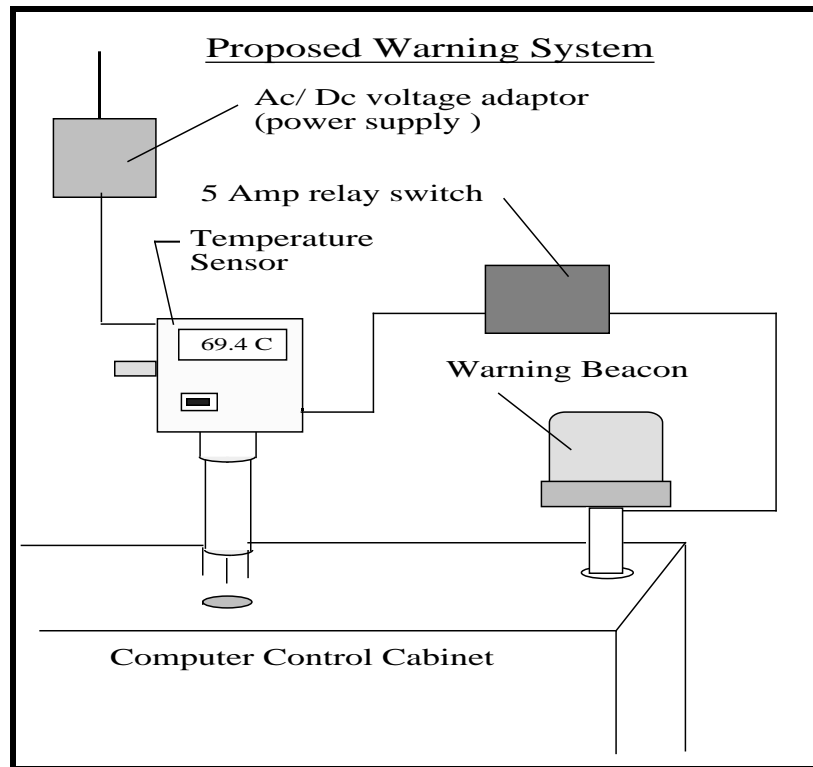 Proposed Warning System
Ac/ Dc voltage adaptor
(power supply )
5 Amp relay switch
Temperature
Sensor
69.4 C
Warning Beacon
Computer Control Cabinet